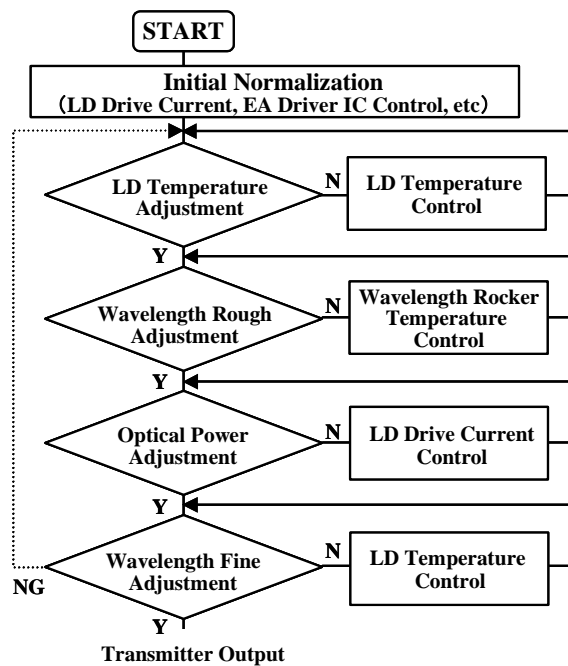 START
Initial Normalization
(LD Drive Current, EA Driver IC Control, etc)
LD Temperature
Adjustment
N
LD Temperature
Control
Y
Wavelength Rough
Adjustment
N
Wavelength Rocker
Temperature
Control
Y
Optical Power
Adjustment
N
LD Drive Current
Control
Y
Wavelength Fine
Adjustment
N
LD Temperature
Control
NG
Y
Transmitter Output